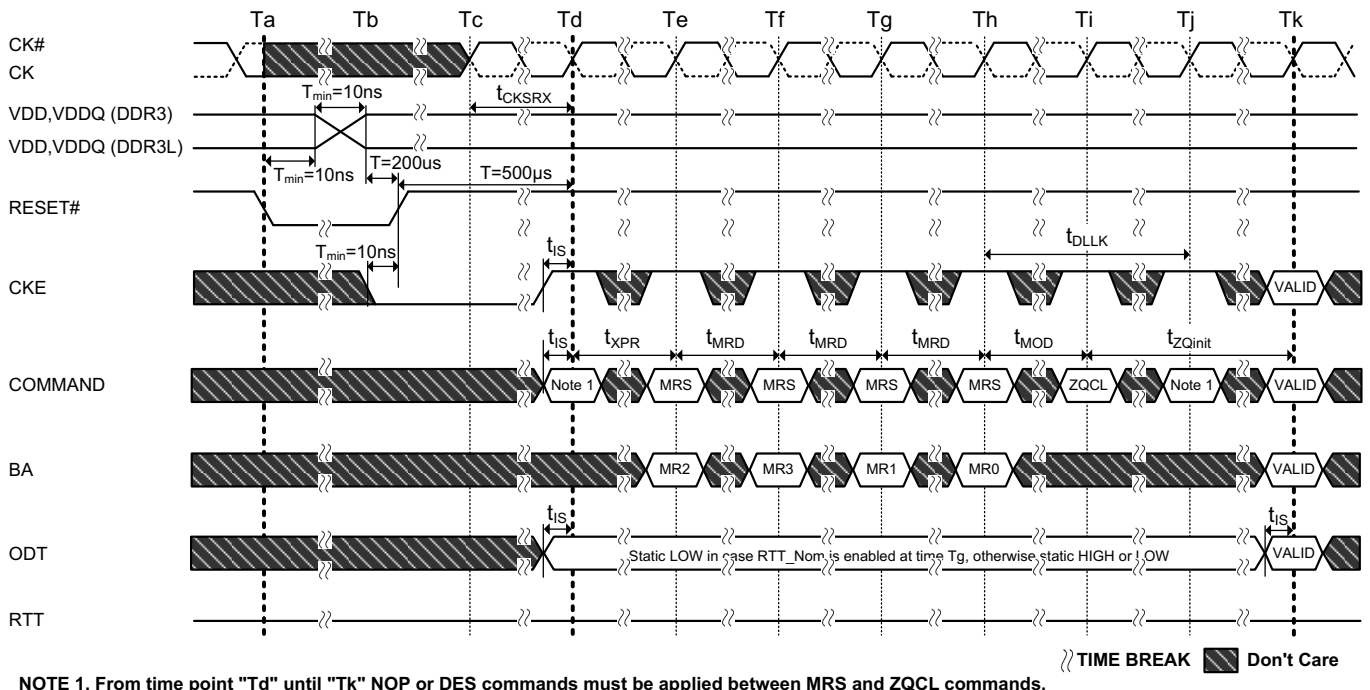 Ta Tb Tc Td Te Tf Tg Th Ti Tj Tk
CK#
CK
Tmin=10ns
tCKSRX
VDD,VDDQ (DDR3)
VDD,VDDQ (DDR3L)
Tmin=10ns
T=200us
T=500µs
RESET#
Tmin=10ns
tIS
tDLLK
CKE
VALID
tIS tXPR tMRD tMRD tMRD tMOD tZQinit
COMMAND
Note 1 MRS MRS MRS MRS ZQCL Note 1 VALID
BA
MR2 MR3 MR1 MR0 VALID
tIS tIS
ODT
Static LOW in case RTT_Nom is enabled at time Tg, otherwise static HIGH or LOW
VALID
RTT
TIME BREAK Don't Care
NOTE 1. From time point "Td" until "Tk" NOP or DES commands must be applied between MRS and ZQCL commands.